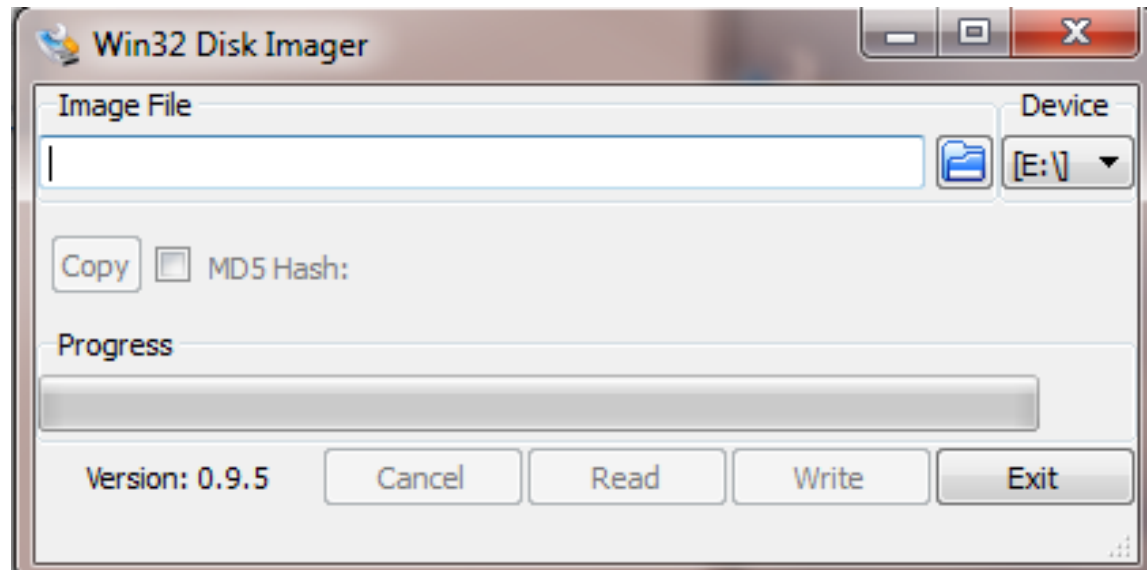 Win32 Disk Imager
Image File
Device
[E:\]
Copy
MD5 Hash:
Progress
Version: 0.9.5
Cancel
Read
Write
Exit